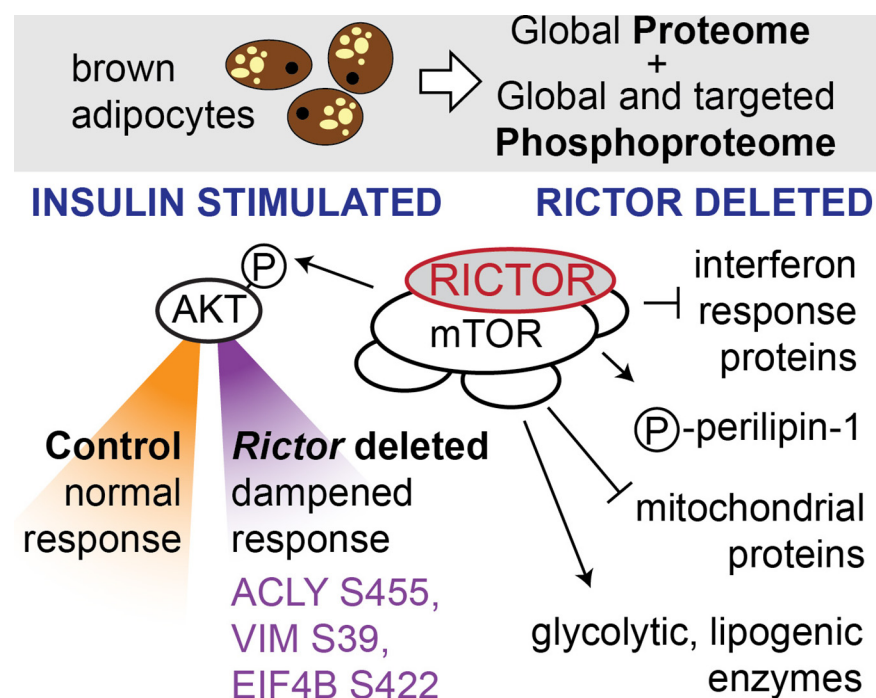 brown
adipocytes
Global Proteome
+
Global and targeted
Phosphoproteome
INSULIN STIMULATED
RICTOR DELETED
P
AKT
RICTOR
mTOR
interferon
response
proteins
P-perilipin-1
mitochondrial
proteins
glycolytic, lipogenic
enzymes
Control
normal
response
Rictor deleted
dampened
response
ACLY S455,
VIM S39,
EIF4B S422